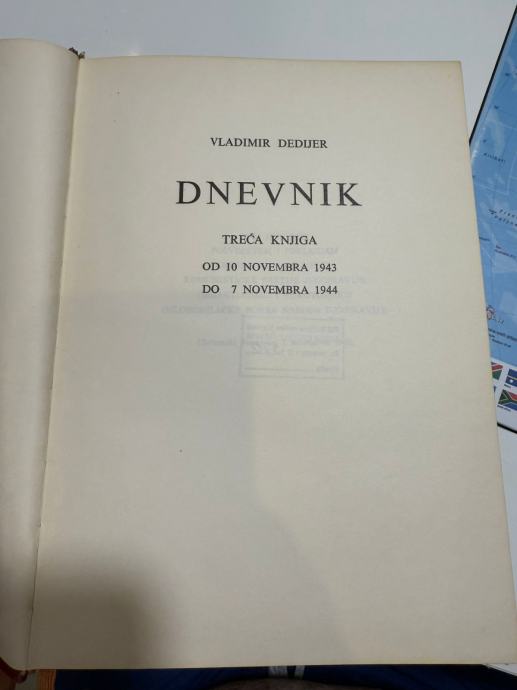 VLADIMIR DEDIJER
DNEVNIK
TREĆA KNJIGA
OD 10 NOVEMBRA 1943
DO 7 NOVEMBRA 1944